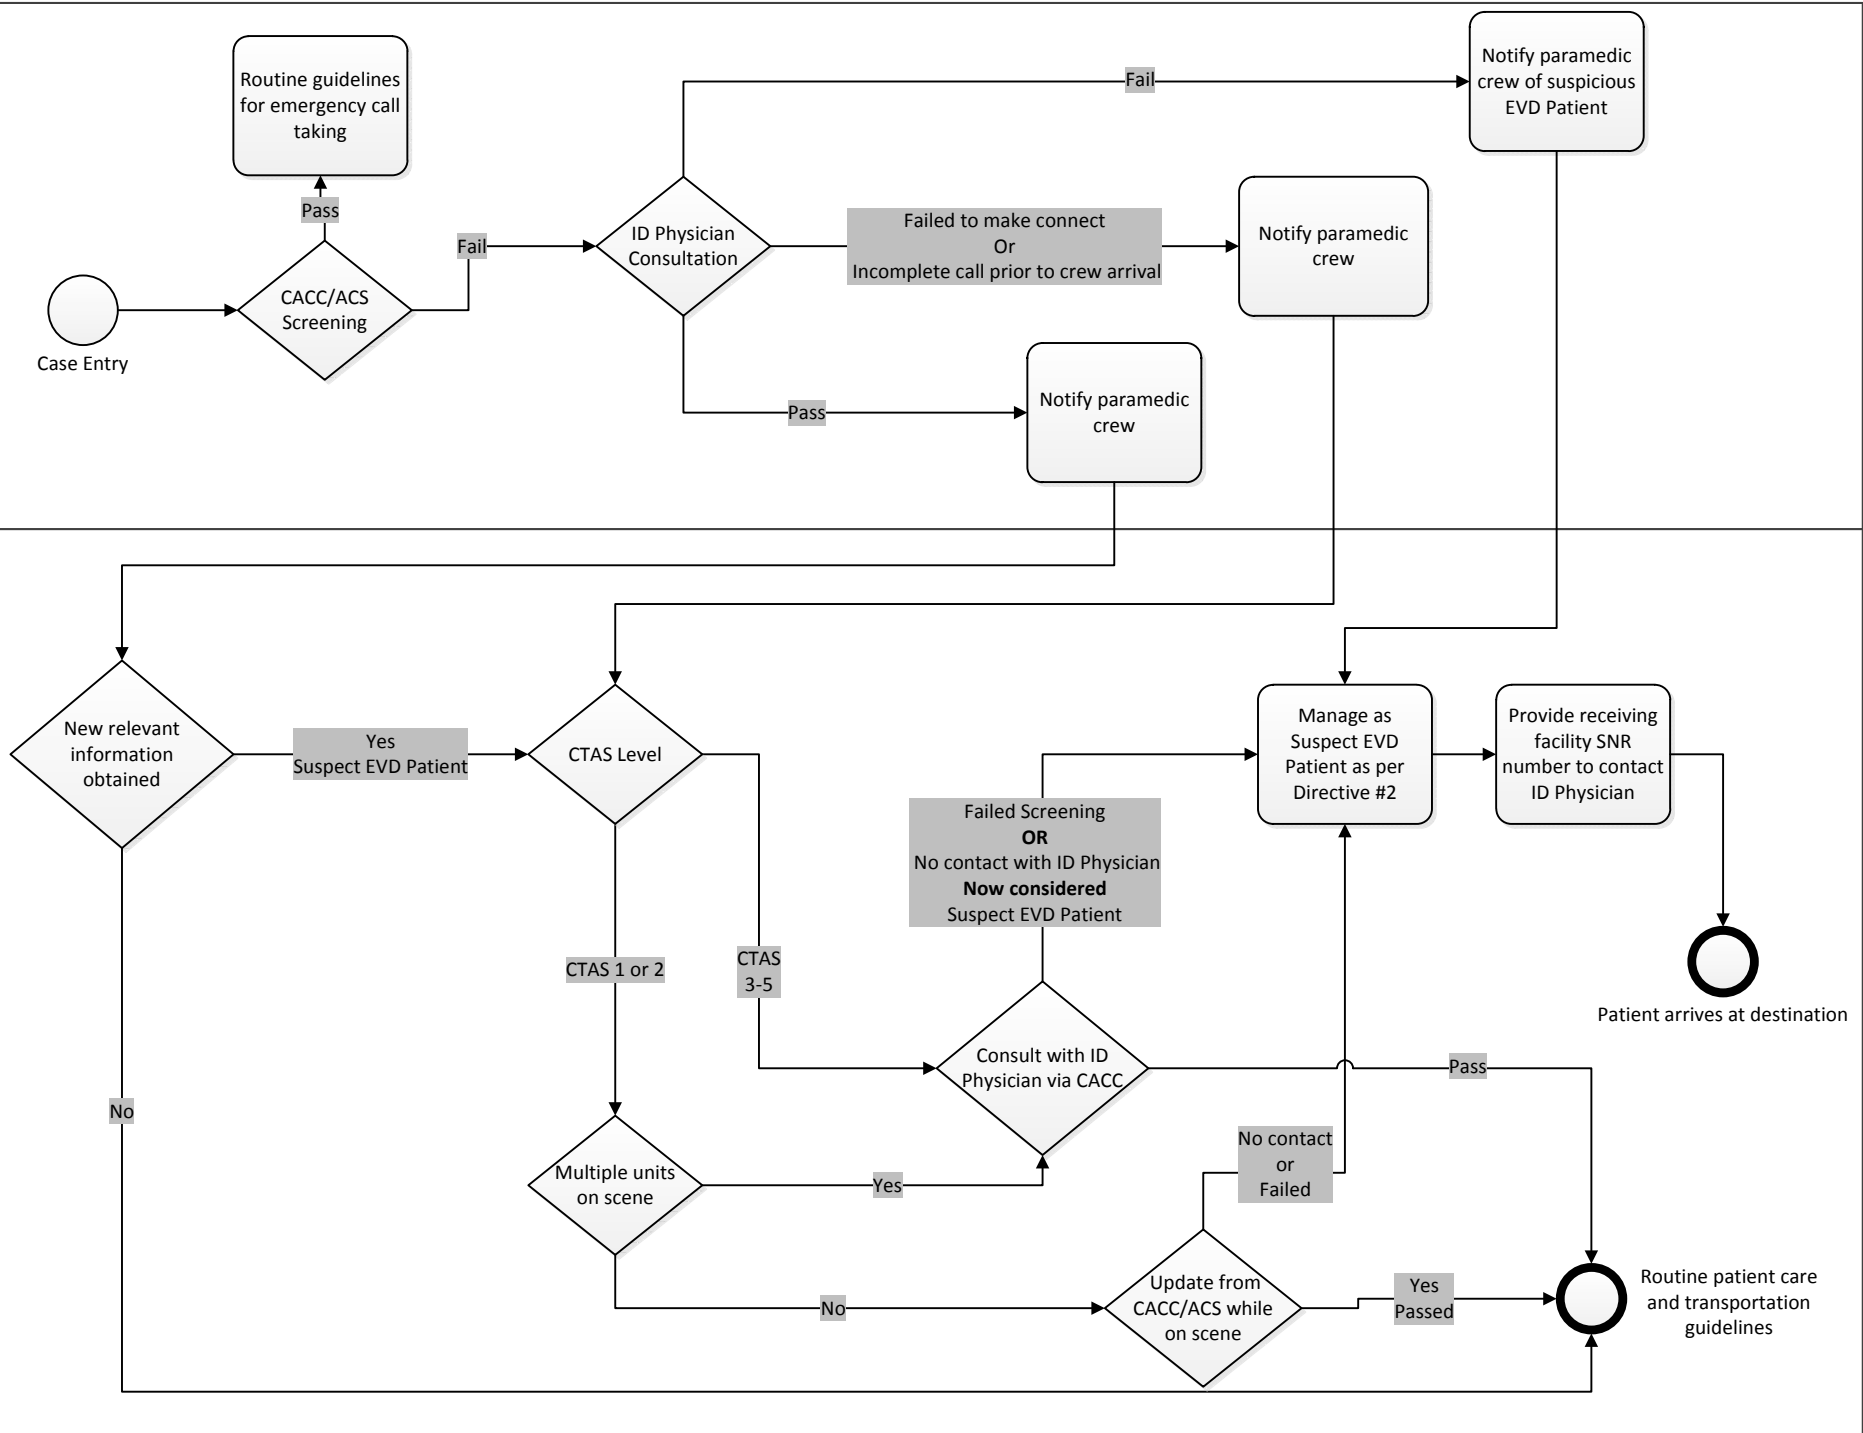 Routine guidelines
for emergency call
taking
Pass
Case Entry
CACC/ACS
Screening
Fail
ID Physician
Consultation
Fail
Notify paramedic
crew of suspicious
EVD Patient
Failed to make connect
Or
Incomplete call prior to crew arrival
Notify paramedic
crew
Pass
Notify paramedic
crew
New relevant
information
obtained
Yes
Suspect EVD Patient
CTAS Level
Manage as
Suspect EVD
Patient as per
Directive #2
Provide receiving
facility SNR
number to contact
ID Physician
Failed Screening
OR
No contact with ID Physician
Now considered
Suspect EVD Patient
CTAS 1 or 2
CTAS
3-5
Patient arrives at destination
Consult with ID
Physician via CACC
Pass
No
Multiple units
on scene
Yes
No contact
or
Failed
No
Update from
CACC/ACS while
on scene
Yes
Passed
Routine patient care
and transportation
guidelines